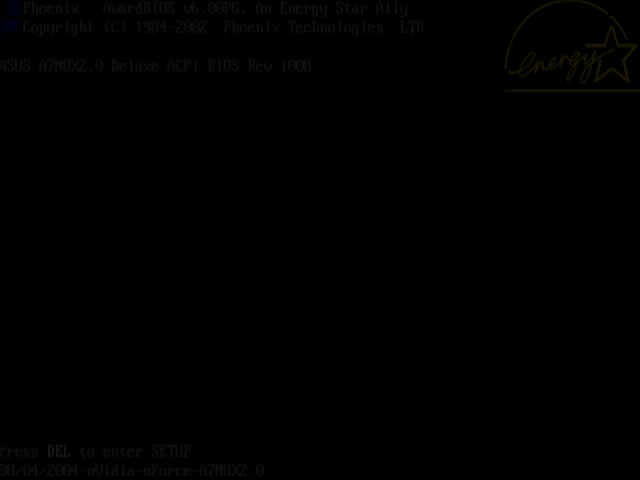 Phoenix - AwardBIOS v6.00PG, An Energy Star Ally
Copyright (C) 1984-2002 Phoenix Technologies LTD
energy
ASUS A7N8X2.0 Deluxe ACPI BIOS Rev 1008
Press DEL to enter SETUP
08/04/2004-nVidia-nForce-A7N8X2.0